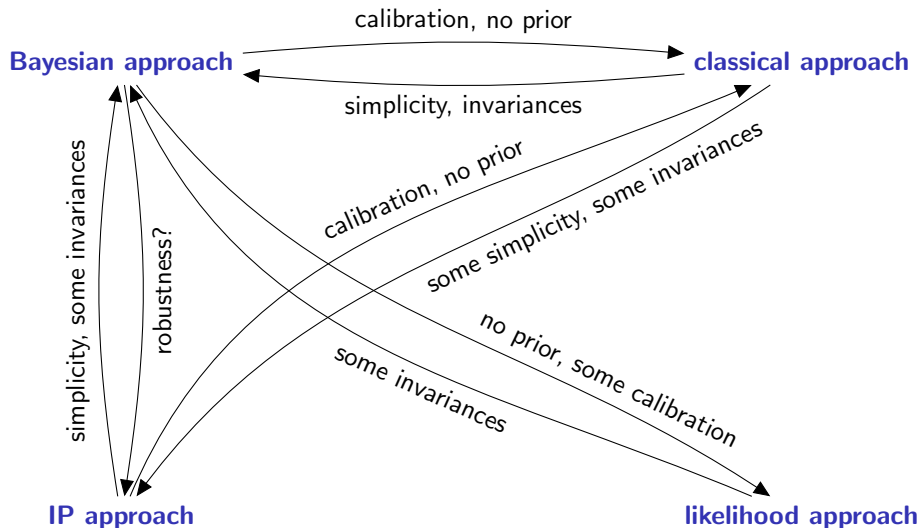 calibration, no prior
Bayesian approach
classical approach
simplicity, invariances
calibration, no prior
some simplicity, some invariances
simplicity, some invariances
robustness?
no prior, some calibration
some invariances
IP approach
likelihood approach